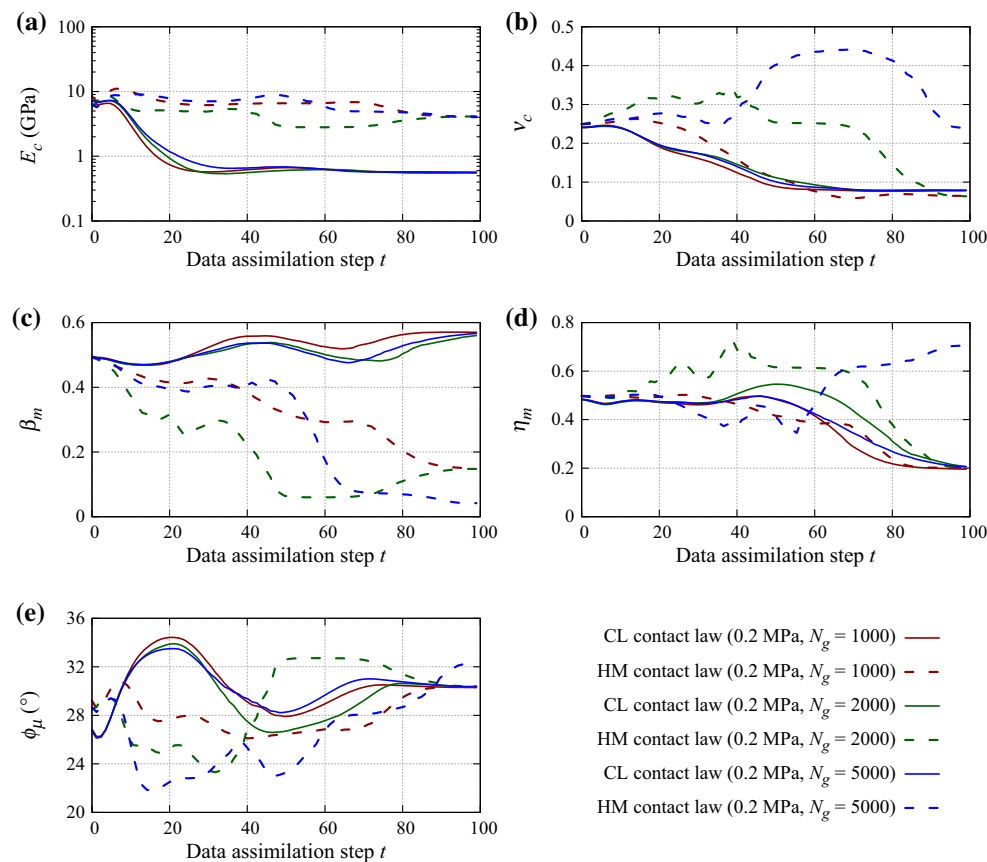 (a)
100
10
1
0.1
E_c (GPa)
0 20 40 60 80 100
Data assimilation step t
(b)
0.5
0.4
0.3
0.2
0.1
0
ν_c
0 20 40 60 80 100
Data assimilation step t
(c)
0.6
0.4
0.2
0
β_m
0 20 40 60 80 100
Data assimilation step t
(d)
0.8
0.6
0.4
0.2
0
η_m
0 20 40 60 80 100
Data assimilation step t
(e)
36
32
28
24
20
ϕ_μ (°)
0 20 40 60 80 100
Data assimilation step t
CL contact law (0.2 MPa, N_g = 1000)
HM contact law (0.2 MPa, N_g = 1000)
CL contact law (0.2 MPa, N_g = 2000)
HM contact law (0.2 MPa, N_g = 2000)
CL contact law (0.2 MPa, N_g = 5000)
HM contact law (0.2 MPa, N_g = 5000)